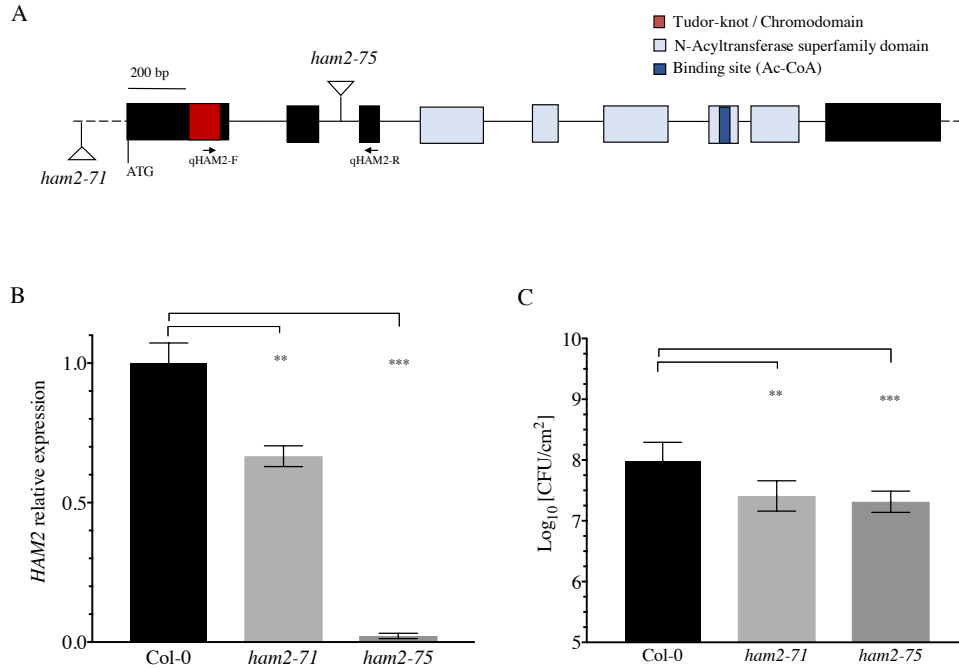 A
Tudor-knot / Chromodomain
N-Acyltransferase superfamily domain
Binding site (Ac-CoA)
ham2-75
200 bp
ham2-71
ATG
qHAM2-F
qHAM2-R
B
HAM2 relative expression
1.0
0.5
0.0
**
***
Col-0
ham2-71
ham2-75
C
Log10 [CFU/cm2]
10
9
8
7
6
5
**
***
Col-0
ham2-71
ham2-75